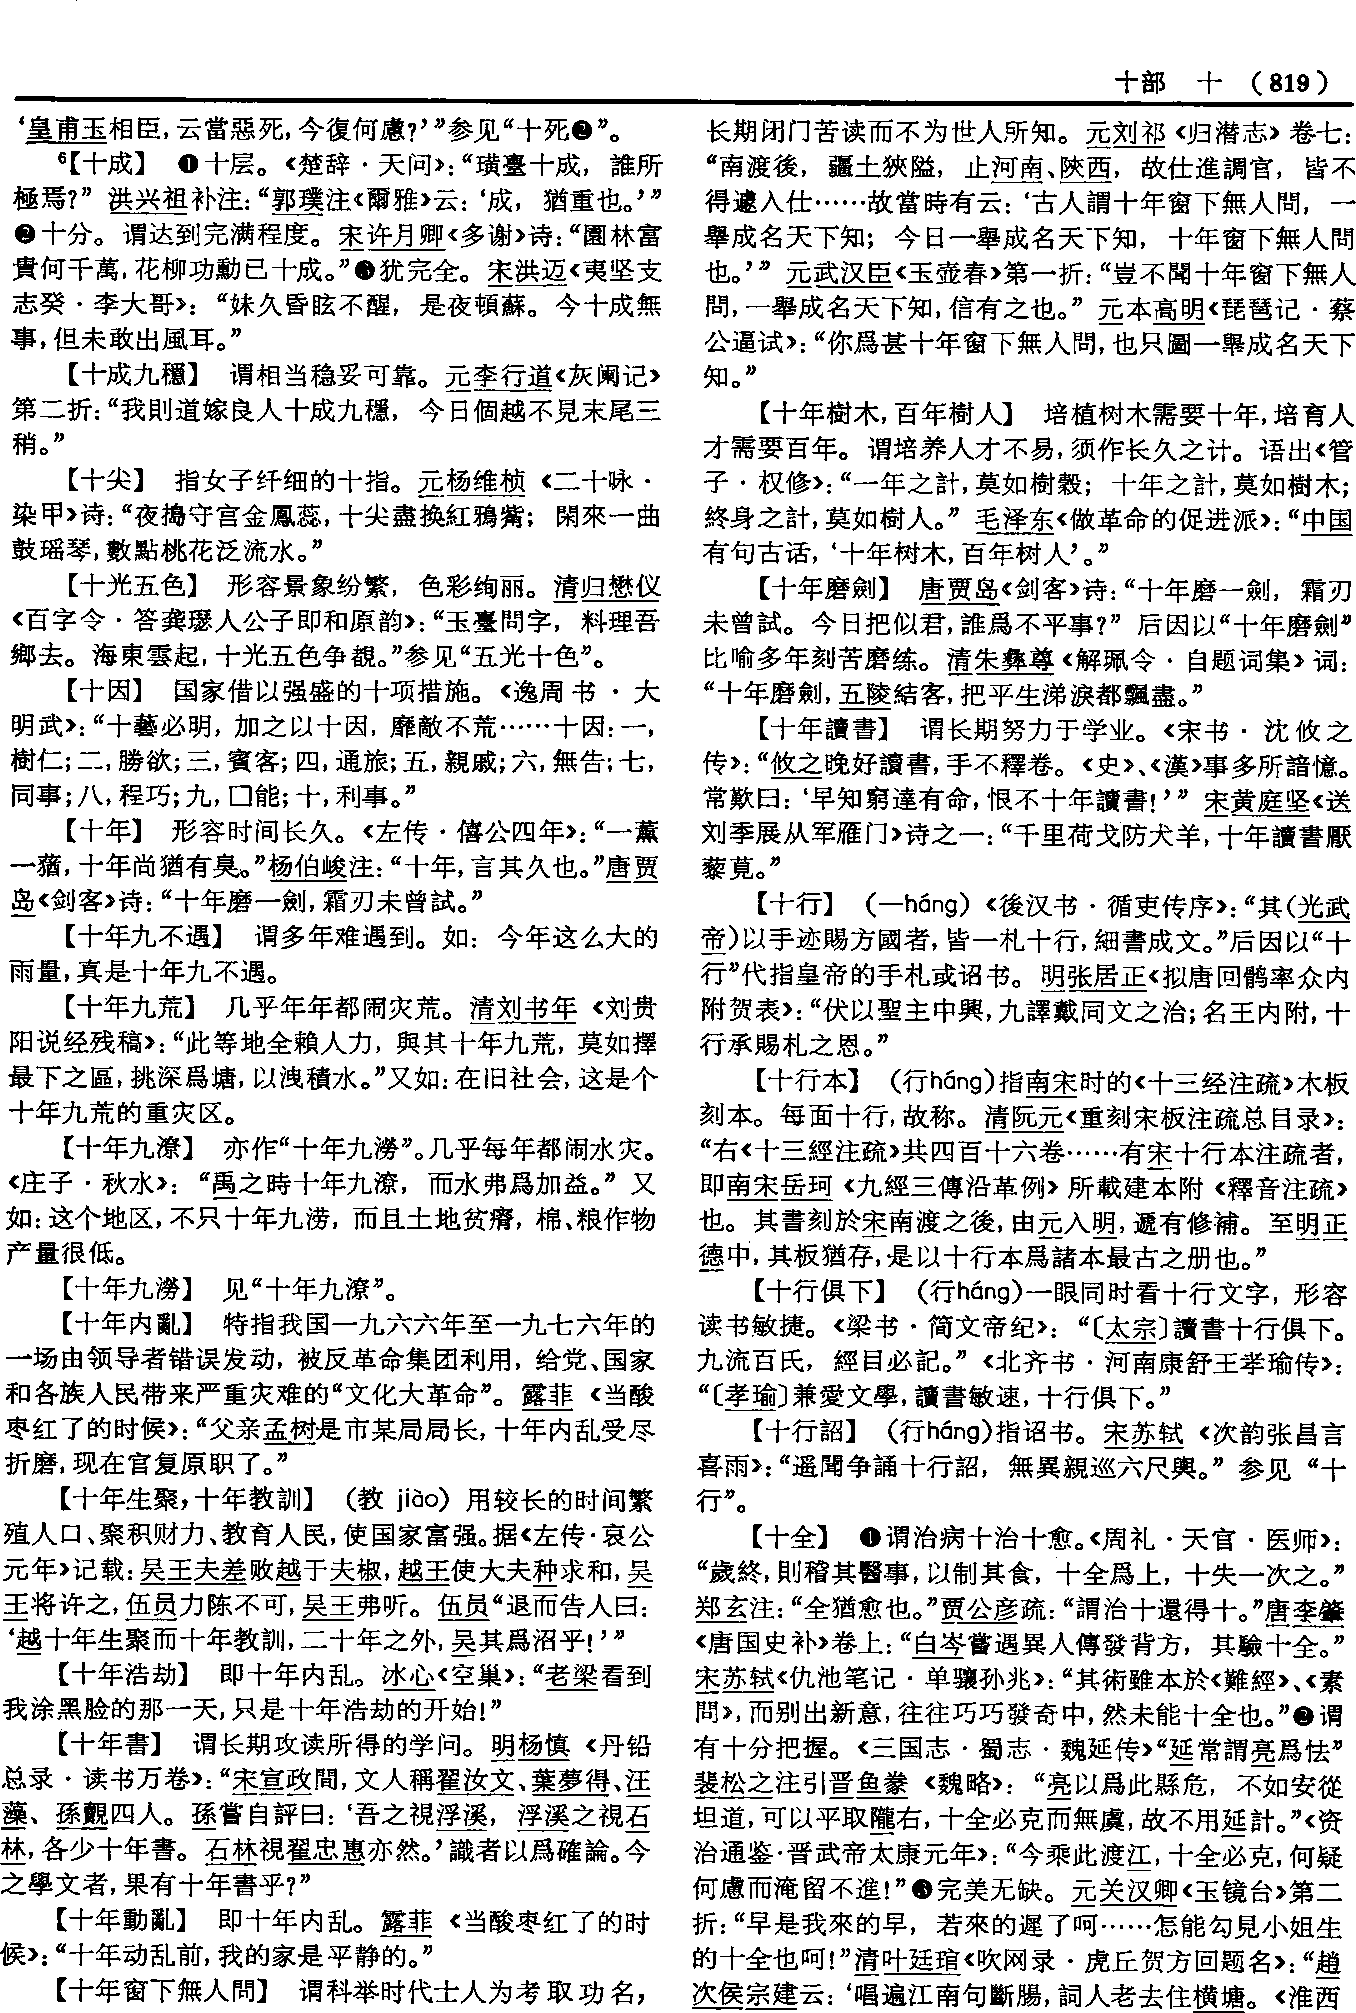 十部 十 (819)
‘皇甫玉相臣,云當惡死,今復何慮?’”参见“十死❷”。
⁶【十成】 ❶十层。《楚辞·天问》:“璜臺十成,誰所
極焉?” 洪兴祖补注:“郭璞注《爾雅》云:‘成,猶重也。’”
❷十分。谓达到完满程度。宋许月卿《多谢》诗:“園林富
貴何千萬,花柳功勳已十成。”❸犹完全。宋洪迈《夷坚支
志癸·李大哥》:“妹久昏眩不醒,是夜頓蘇。今十成無
事,但未敢出風耳。”
【十成九穩】 谓相当稳妥可靠。元李行道《灰阑记》
第二折:“我則道嫁良人十成九穩,今日個越不見末尾三
稍。”
【十尖】 指女子纤细的十指。元杨维桢《二十咏·
染甲》诗:“夜搗守宫金鳳蕊,十尖盡换紅鴉觜;閑來一曲
鼓瑶琴,數點桃花泛流水。”
【十光五色】 形容景象纷繁,色彩绚丽。清归懋仪
《百字令·答龚璱人公子即和原韵》:“玉臺問字,料理吾
鄉去。海東雲起,十光五色争覩。”参见“五光十色”。
【十因】 国家借以强盛的十项措施。《逸周书·大
明武》:“十藝必明,加之以十因,靡敵不荒……十因:一,
樹仁;二,勝欲;三,賓客;四,通旅;五,親戚;六,無告;七,
同事;八,程巧;九,囗能;十,利事。”
【十年】 形容时间长久。《左传·僖公四年》:“一薰
一蕕,十年尚猶有臭。”杨伯峻注:“十年,言其久也。”唐贾
岛《剑客》诗:“十年磨一劍,霜刃未曾試。”
【十年九不遇】 谓多年难遇到。如:今年这么大的
雨量,真是十年九不遇。
【十年九荒】 几乎年年都闹灾荒。清刘书年《刘贵
阳说经残稿》:“此等地全賴人力,與其十年九荒,莫如擇
最下之區,挑深爲塘,以洩積水。”又如:在旧社会,这是个
十年九荒的重灾区。
【十年九潦】 亦作“十年九澇”。几乎每年都闹水灾。
《庄子·秋水》:“禹之時十年九潦,而水弗爲加益。”又
如:这个地区,不只十年九涝,而且土地贫瘠,棉、粮作物
产量很低。
【十年九澇】 见“十年九潦”。
【十年内亂】 特指我国一九六六年至一九七六年的
一场由领导者错误发动,被反革命集团利用,给党、国家
和各族人民带来严重灾难的“文化大革命”。露菲《当酸
枣红了的时候》:“父亲孟树是市某局局长,十年内乱受尽
折磨,现在官复原职了。”
【十年生聚,十年教訓】 (教 jiào)用较长的时间繁
殖人口、聚积财力、教育人民,使国家富强。据《左传·哀公
元年》记载:吴王夫差败越于夫椒,越王使大夫种求和,吴
王将许之,伍员力陈不可,吴王弗听。伍员“退而告人曰:
‘越十年生聚而十年教訓,二十年之外,吴其爲沼乎!’”
【十年浩劫】 即十年内乱。冰心《空巢》:“老梁看到
我涂黑脸的那一天,只是十年浩劫的开始!”
【十年書】 谓长期攻读所得的学问。明杨慎《丹铅
总录·读书万卷》:“宋宣政間,文人稱翟汝文、葉夢得、汪
藻、孫覿四人。孫嘗自評曰:‘吾之視浮溪,浮溪之視石
林,各少十年書。石林視翟忠惠亦然。’識者以爲確論。今
之學文者,果有十年書乎?”
【十年動亂】 即十年内乱。露菲《当酸枣红了的时
候》:“十年动乱前,我的家是平静的。”
【十年窗下無人問】 谓科举时代士人为考取功名,
长期闭门苦读而不为世人所知。元刘祁《归潜志》卷七:
“南渡後,疆土狹隘,止河南、陝西,故仕進調官,皆不
得遽入仕……故當時有云:‘古人謂十年窗下無人問,一
舉成名天下知;今日一舉成名天下知,十年窗下無人問
也。’” 元武汉臣《玉壶春》第一折:“豈不聞十年窗下無人
問,一舉成名天下知,信有之也。” 元本高明《琵琶记·蔡
公逼试》:“你爲甚十年窗下無人問,也只圖一舉成名天下
知。”
【十年樹木,百年樹人】 培植树木需要十年,培育人
才需要百年。谓培养人才不易,须作长久之计。语出《管
子·权修》:“一年之計,莫如樹穀;十年之計,莫如樹木;
終身之計,莫如樹人。” 毛泽东《做革命的促进派》:“中国
有句古话,‘十年树木,百年树人’。”
【十年磨劍】 唐贾岛《剑客》诗:“十年磨一劍,霜刃
未曾試。今日把似君,誰爲不平事?” 后因以“十年磨劍”
比喻多年刻苦磨练。清朱彝尊《解珮令·自题词集》词:
“十年磨劍,五陵結客,把平生涕淚都飄盡。”
【十年讀書】 谓长期努力于学业。《宋书·沈攸之
传》:“攸之晚好讀書,手不釋卷。《史》、《漢》事多所諳憶。
常歎曰:‘早知窮達有命,恨不十年讀書!’” 宋黄庭坚《送
刘季展从军雁门》诗之一:“千里荷戈防犬羊,十年讀書厭
藜莧。”
【十行】 (—háng)《後汉书·循吏传序》:“其(光武
帝)以手迹賜方國者,皆一札十行,細書成文。”后因以“十
行”代指皇帝的手札或诏书。明张居正《拟唐回鹘率众内
附贺表》:“伏以聖主中興,九譯戴同文之治;名王内附,十
行承賜札之恩。”
【十行本】 (行háng)指南宋时的《十三经注疏》木板
刻本。每面十行,故称。清阮元《重刻宋板注疏总目录》:
“右《十三經注疏》共四百十六卷……有宋十行本注疏者,
即南宋岳珂《九經三傳沿革例》所載建本附《釋音注疏》
也。其書刻於宋南渡之後,由元入明,遞有修補。至明正
德中,其板猶存,是以十行本爲諸本最古之册也。”
【十行俱下】 (行háng)一眼同时看十行文字,形容
读书敏捷。《梁书·简文帝纪》:“〔太宗〕讀書十行俱下。
九流百氏,經目必記。”《北齐书·河南康舒王孝瑜传》:
“〔孝瑜〕兼愛文學,讀書敏速,十行俱下。”
【十行詔】 (行háng)指诏书。宋苏轼《次韵张昌言
喜雨》:“遥聞争誦十行詔,無異親巡六尺輿。”参见“十
行”。
【十全】 ❶谓治病十治十愈。《周礼·天官·医师》:
“歲終,則稽其醫事,以制其食,十全爲上,十失一次之。”
郑玄注:“全猶愈也。”贾公彦疏:“謂治十還得十。”唐李肇
《唐国史补》卷上:“白岑嘗遇異人傳發背方,其驗十全。”
宋苏轼《仇池笔记·单骧孙兆》:“其術雖本於《難經》、《素
問》,而别出新意,往往巧巧發奇中,然未能十全也。”❷谓
有十分把握。《三国志·蜀志·魏延传》“延常謂亮爲怯”
裴松之注引晋鱼豢《魏略》:“亮以爲此縣危,不如安從
坦道,可以平取隴右,十全必克而無虞,故不用延計。”《资
治通鉴·晋武帝太康元年》:“今乘此渡江,十全必克,何疑
何慮而淹留不進!”❸完美无缺。元关汉卿《玉镜台》第二
折:“早是我來的早,若來的遲了呵……怎能勾見小姐生
的十全也呵!”清叶廷琯《吹网录·虎丘贺方回题名》:“趙
次侯宗建云:‘唱遍江南句斷腸,詞人老去住橫塘。《淮西